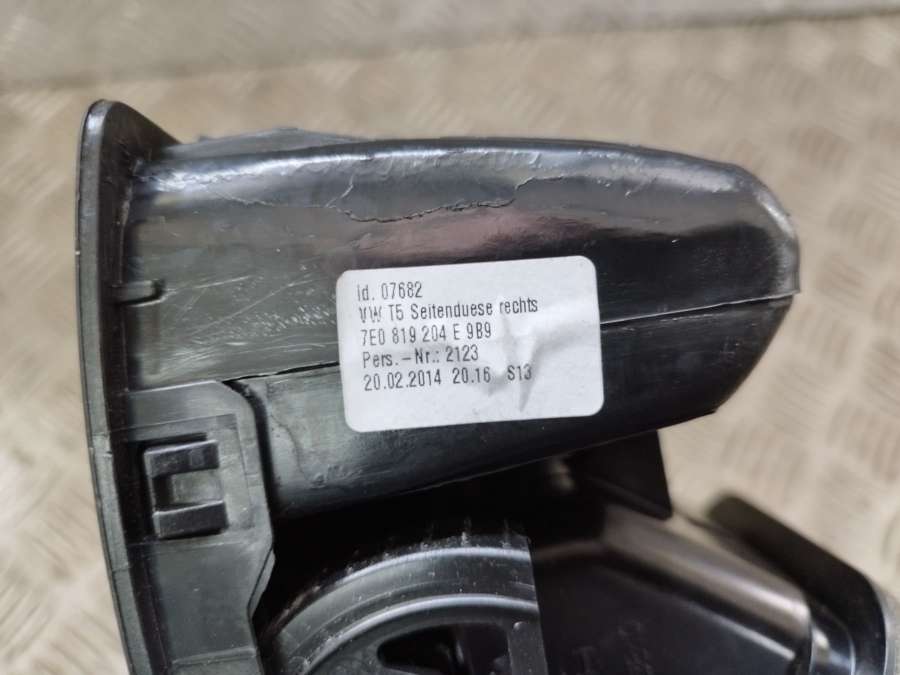 Id. 07682
VW T5 Seitenduese rechts
7E0 819 204 E 9B9
Pers.-Nr.: 2123
20.02.2014 20.16 S13